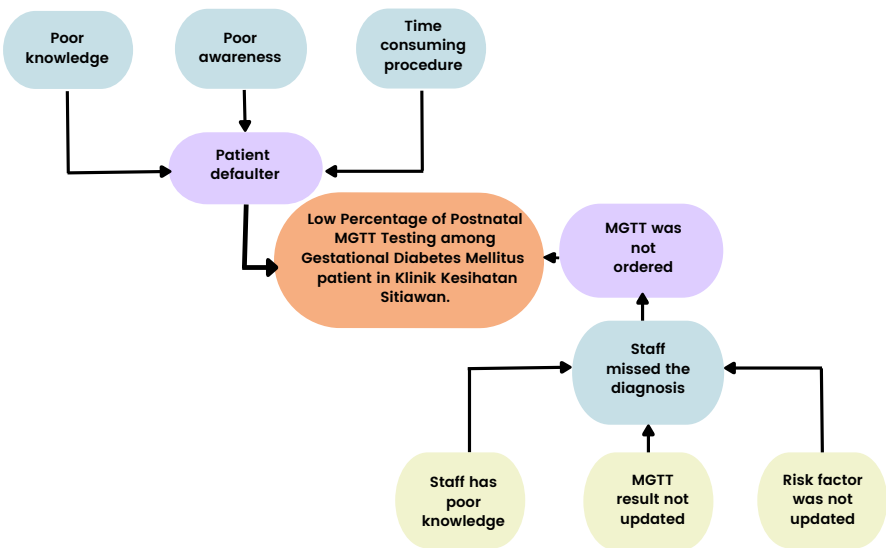 Poor
knowledge
Poor
awareness
Time
consuming
procedure
Patient
defaulter
Low Percentage of Postnatal
MGTT Testing among
Gestational Diabetes Mellitus
patient in Klinik Kesihatan
Sitiawan.
MGTT was
not
ordered
Staff
missed the
diagnosis
Staff has
poor
knowledge
MGTT
result not
updated
Risk factor
was not
updated